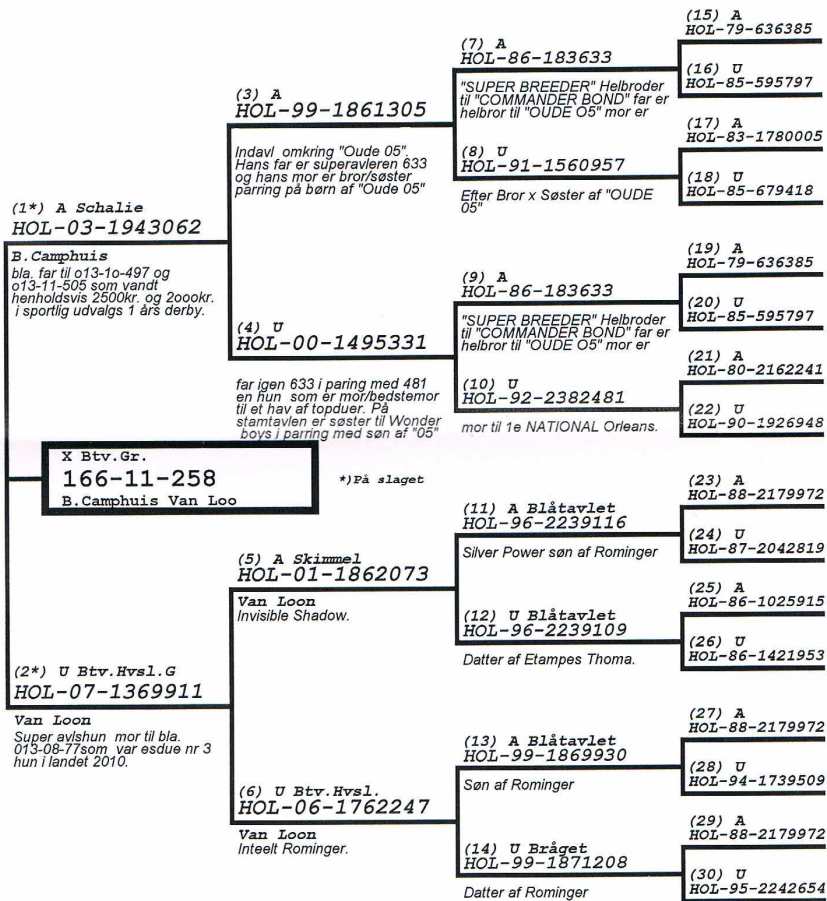 (1*) A Schalie
HOL-03-1943062
B.Camphuis
bla. far til o13-1o-497 og
o13-11-505 som vandt
henholdsvis 2500kr. og 2oookr.
i sportlig udvalgs 1 års derby.
X Btv.Gr.
166-11-258
B.Camphuis Van Loo
*)På slaget
(2*) U Btv.Hvsl.G
HOL-07-1369911
Van Loon
Super avlshun mor til bla.
013-08-77som var esdue nr 3
hun i landet 2010.
(3) A
HOL-99-1861305
Indavl omkring "Oude 05".
Hans far er superavleren 633
og hans mor er bror/søster
parring på børn af "Oude 05"
(4) U
HOL-00-1495331
far igen 633 i paring med 481
en hun som er mor/bedstemor
til et hav af topduer. På
stamtavlen er søster til Wonder
boys i parring med søn af "05"
(5) A Skimmel
HOL-01-1862073
Van Loon
Invisible Shadow.
(6) U Btv.Hvsl.
HOL-06-1762247
Van Loon
Inteelt Rominger.
(7) A
HOL-86-183633
"SUPER BREEDER" Helbroder
til "COMMANDER BOND" far er
helbror til "OUDE O5" mor er
(8) U
HOL-91-1560957
Efter Bror x Søster af "OUDE
05"
(9) A
HOL-86-183633
"SUPER BREEDER" Helbroder
til "COMMANDER BOND" far er
helbror til "OUDE O5" mor er
(10) U
HOL-92-2382481
mor til 1e NATIONAL Orleans.
(11) A Blåtavlet
HOL-96-2239116
Silver Power søn af Rominger
(12) U Blåtavlet
HOL-96-2239109
Datter af Etampes Thoma.
(13) A Blåtavlet
HOL-99-1869930
Søn af Rominger
(14) U Bråget
HOL-99-1871208
Datter af Rominger
(15) A
HOL-79-636385
(16) U
HOL-85-595797
(17) A
HOL-83-1780005
(18) U
HOL-85-679418
(19) A
HOL-79-636385
(20) U
HOL-85-595797
(21) A
HOL-80-2162241
(22) U
HOL-90-1926948
(23) A
HOL-88-2179972
(24) U
HOL-87-2042819
(25) A
HOL-86-1025915
(26) U
HOL-86-1421953
(27) A
HOL-88-2179972
(28) U
HOL-94-1739509
(29) A
HOL-88-2179972
(30) U
HOL-95-2242654